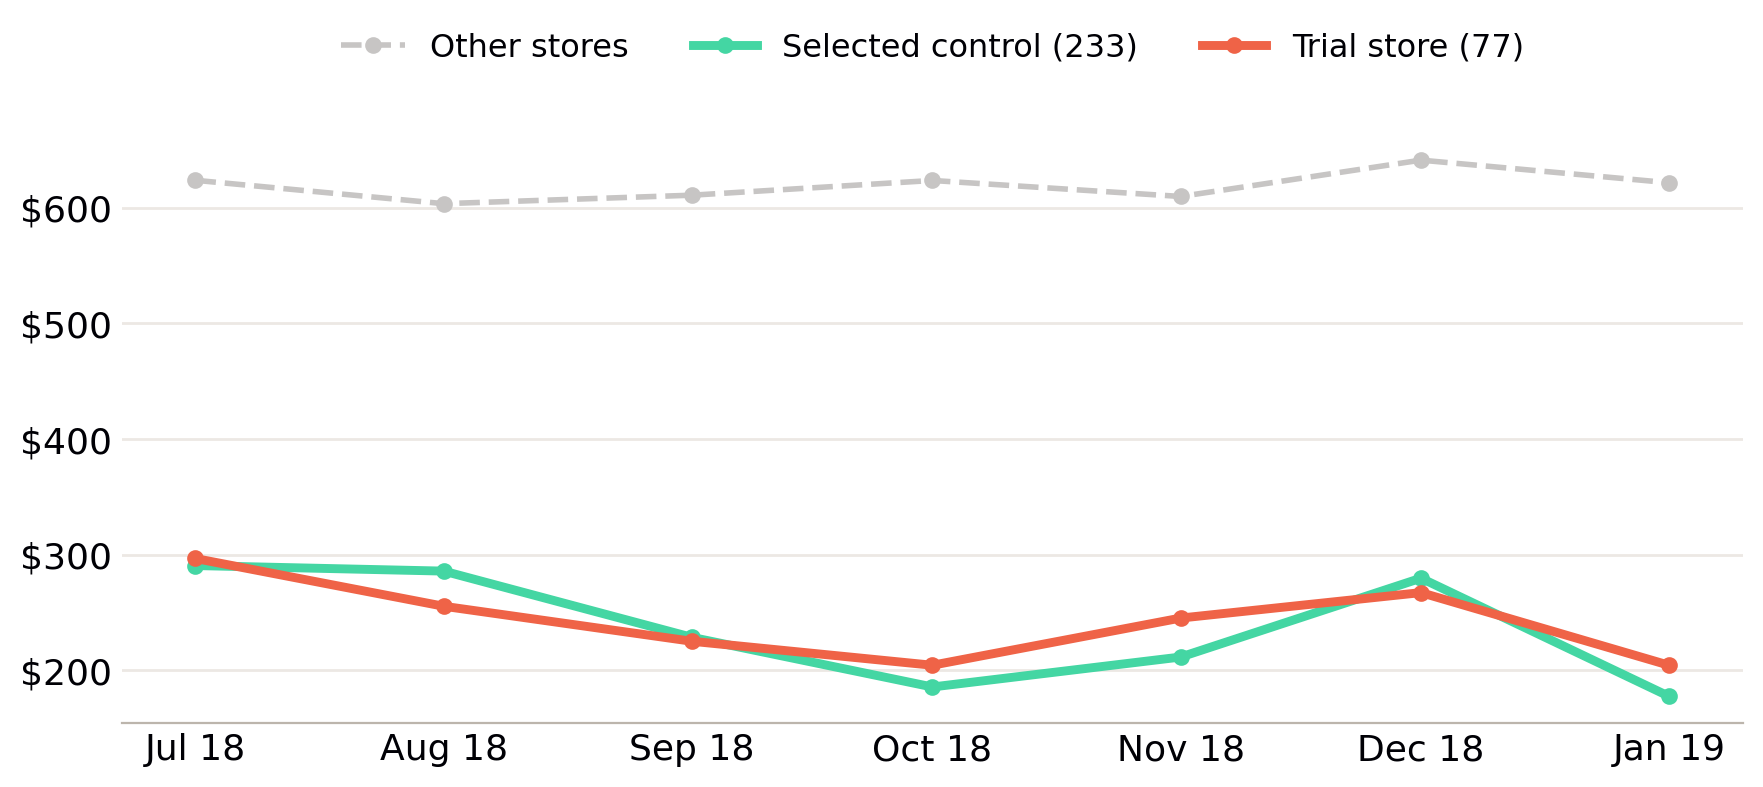 Other stores Selected control (233) Trial store (77)
$600
$500
$400
$300
$200
Jul 18 Aug 18 Sep 18 Oct 18 Nov 18 Dec 18 Jan 19